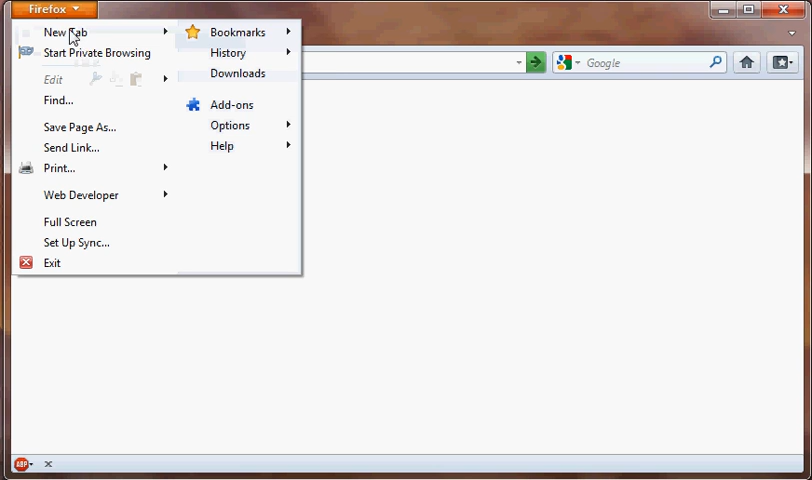 Firefox
New Tab
Start Private Browsing
Edit
Find...
Save Page As...
Send Link...
Print...
Web Developer
Full Screen
Set Up Sync...
Exit
Bookmarks
History
Downloads
Add-ons
Options
Help
Google
ABP